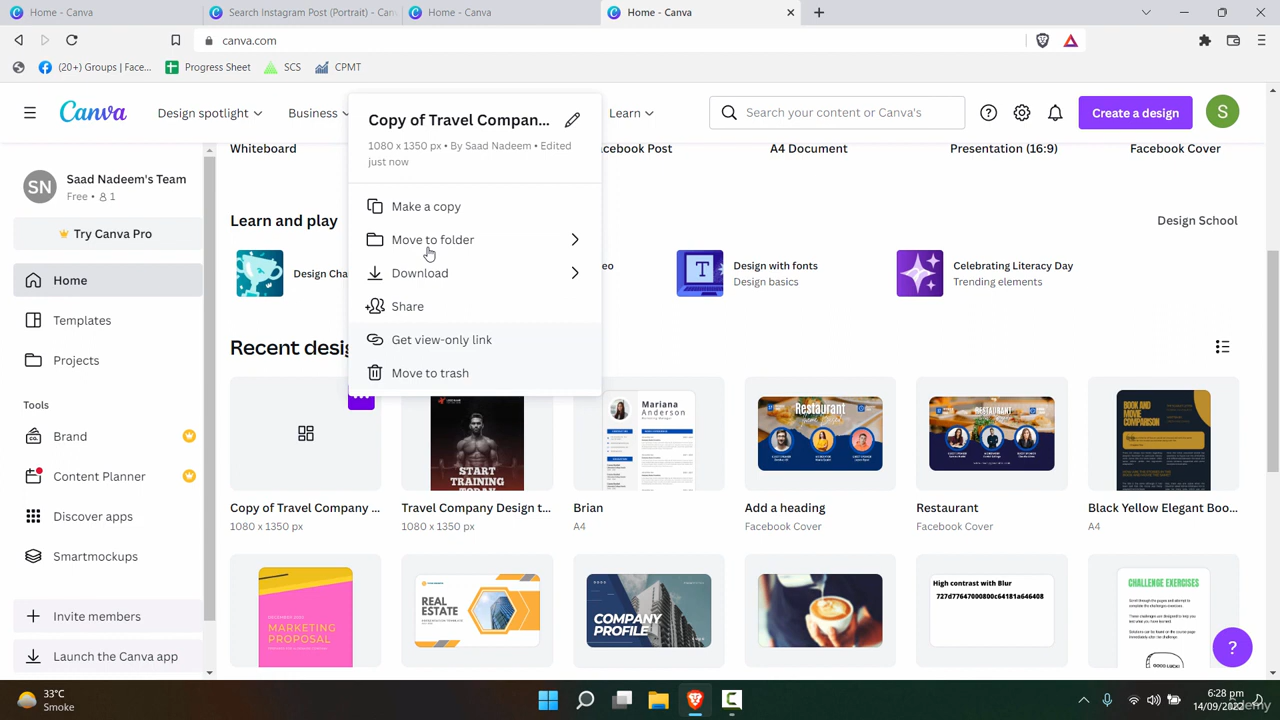 Home - Canva
Search Instagram Post (Portrait) - Can
Home - Canva
Home - Canva
canva.com
(20+) Groups | Face...
Progress Sheet
SCS
CPMT
Canva
Design spotlight
Business
Learn
Search your content or Canva's
Create a design
S
Copy of Travel Compan...
1080 x 1350 px • By Saad Nadeem • Edited
just now
Make a copy
Move to folder
Download
Share
Get view-only link
Move to trash
SN
Saad Nadeem's Team
Free • 1
Try Canva Pro
Home
Templates
Projects
Tools
Brand
Content Planner
Discover apps
Smartmockups
Invite members
Launch the Canva app
Whiteboard
cebook Post
A4 Document
Presentation (16:9)
Facebook Cover
Learn and play
Design School
Design Cha
eo
T
Design with fonts
Design basics
Celebrating Literacy Day
Trending elements
Recent desig
START
TRAINING
Mariana
Anderson
Restaurant
RESTAURANT
BOOK AND
MOVIE
COMPARISON
Copy of Travel Company ...
1080 x 1350 px
Travel Company Design t...
1080 x 1350 px
Brian
A4
Add a heading
Facebook Cover
Restaurant
Facebook Cover
Black Yellow Elegant Boo...
A4
MARKETING
PROPOSAL
REAL
ESTATE
COMPANY
PROFILE
High contrast with Blur
727d77647000800c64181a646408
CHALLENGE EXERCISES
GOOD LUCK!
?
33°C
Smoke
6:28 pm
14/09/2022
Udemy